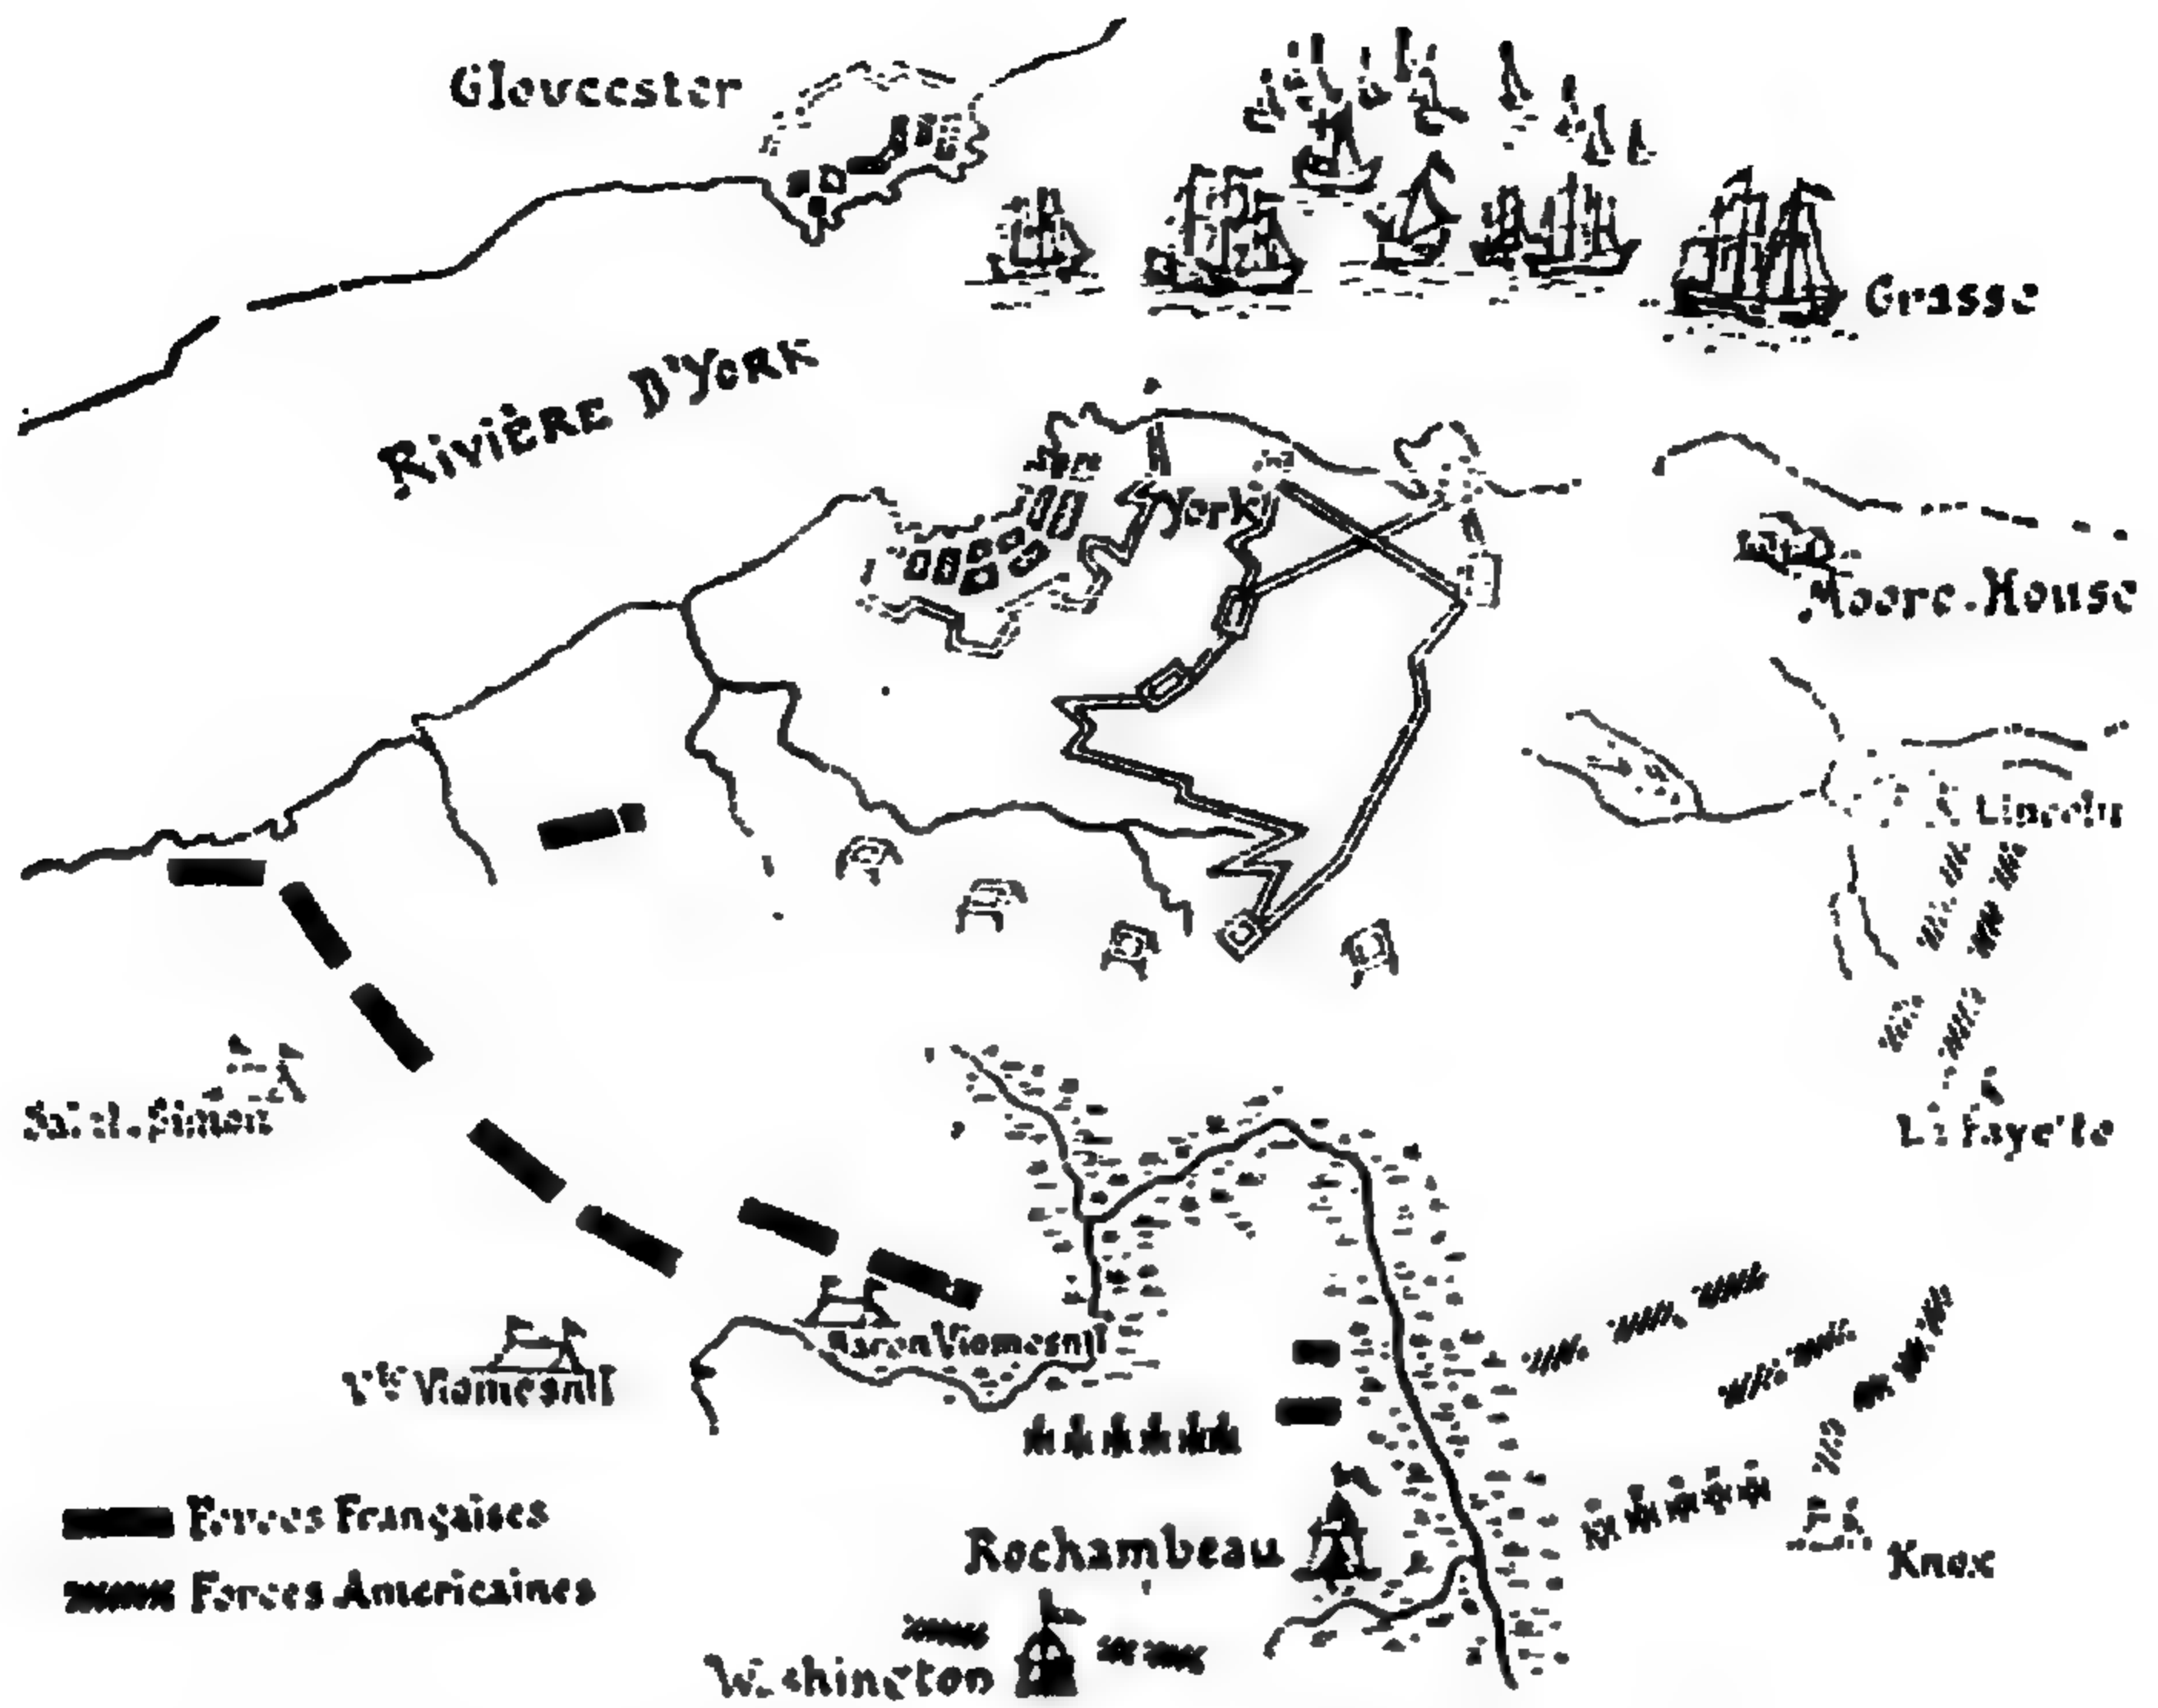 Gloucester
Grasse
RIVIÈRE D'YORK
York
Moore-House
Lincoln
Saint-Simon
La Fayette
Baron Viomesnil
Vte Viomesnil
Forces Françaises
Rochambeau
Knox
Forces Americaines
Washington